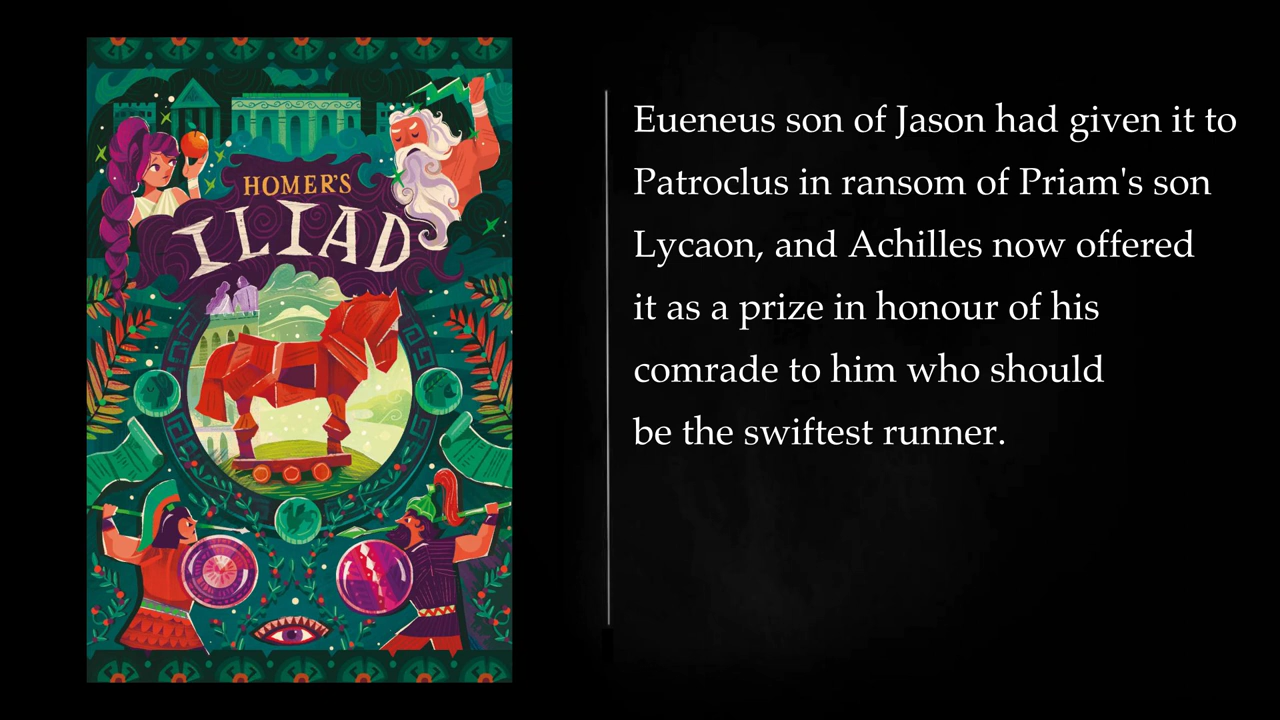 HOMER'S
ILIAD
Eueneus son of Jason had given it to
Patroclus in ransom of Priam's son
Lycaon, and Achilles now offered
it as a prize in honour of his
comrade to him who should
be the swiftest runner.